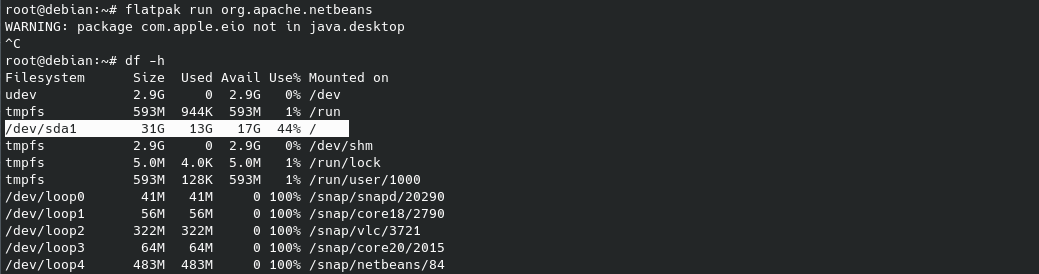 root@debian:~# flatpak run org.apache.netbeans
WARNING: package com.apple.eio not in java.desktop
^C
root@debian:~# df -h
Filesystem      Size  Used Avail Use% Mounted on
udev            2.9G     0  2.9G   0% /dev
tmpfs           593M  944K  593M   1% /run
/dev/sda1        31G   13G   17G  44% /
tmpfs           2.9G     0  2.9G   0% /dev/shm
tmpfs           5.0M  4.0K  5.0M   1% /run/lock
tmpfs           593M  128K  593M   1% /run/user/1000
/dev/loop0       41M   41M     0 100% /snap/snapd/20290
/dev/loop1       56M   56M     0 100% /snap/core18/2790
/dev/loop2      322M  322M     0 100% /snap/vlc/3721
/dev/loop3       64M   64M     0 100% /snap/core20/2015
/dev/loop4      483M  483M     0 100% /snap/netbeans/84